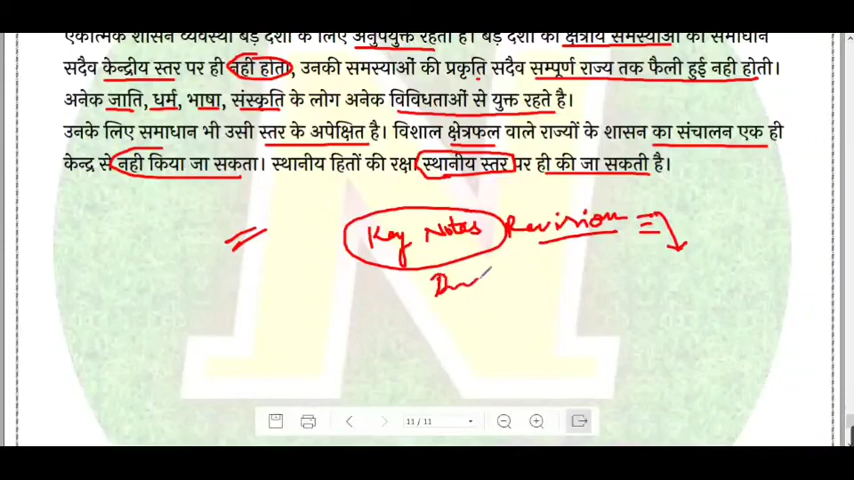 एकात्मक शासन व्यवस्था बड़े देशों के लिए अनुपयुक्त रहती है। बड़े देशों की क्षेत्रीय समस्याओं का समाधान
सदैव केन्द्रीय स्तर पर ही नहीं होता, उनकी समस्याओं की प्रकृति सदैव सम्पूर्ण राज्य तक फैली हुई नही होती।
अनेक जाति, धर्म, भाषा, संस्कृति के लोग अनेक विविधताओं से युक्त रहते है।
उनके लिए समाधान भी उसी स्तर के अपेक्षित है। विशाल क्षेत्रफल वाले राज्यों के शासन का संचालन एक ही
केन्द्र से नही किया जा सकता। स्थानीय हितों की रक्षा स्थानीय स्तर पर ही की जा सकती है।
Key Notes Revision
11 / 11